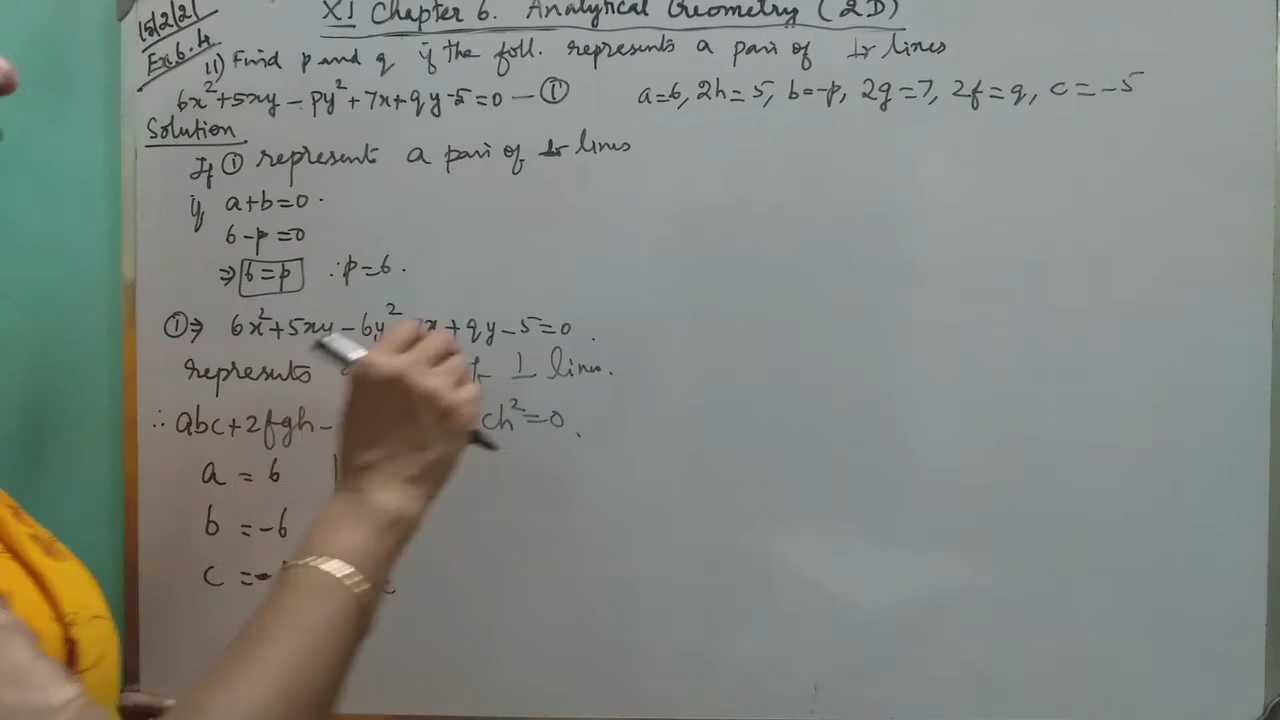 15/2/21
XI Chapter 6. Analytical Geometry (2D)
Ex 6.4
11) Find p and q if the foll. represents a pair of ⊥r lines
6x²+5xy-py²+7x+qy-5=0 — ① a=6, 2h=5, b=-p, 2g=7, 2f=q, c=-5
Solution
If ① represent a pair of ⊥r lines
if a+b=0.
6-p=0
⇒ 6=p ∴p=6.
①⇒ 6x²+5xy-6y² 7x+qy-5=0.
represents ⊥ lines.
∴ abc+2fgh- ch²=0.
a = 6
b = -6
c = -